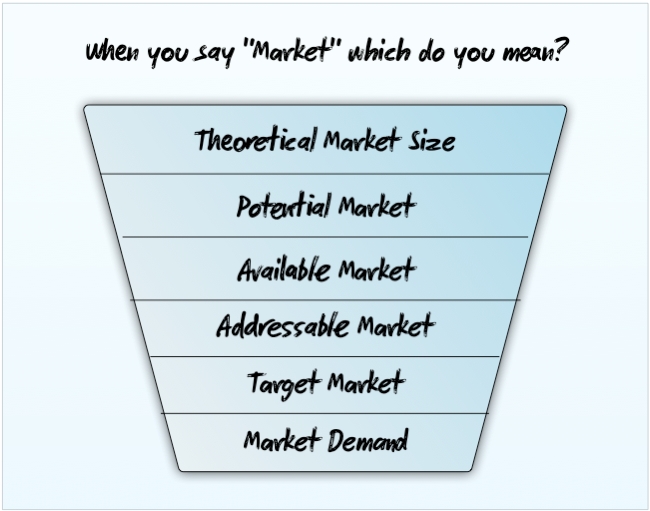 When you say "Market" which do you mean?
Theoretical Market Size
Potential Market
Available Market
Addressable Market
Target Market
Market Demand